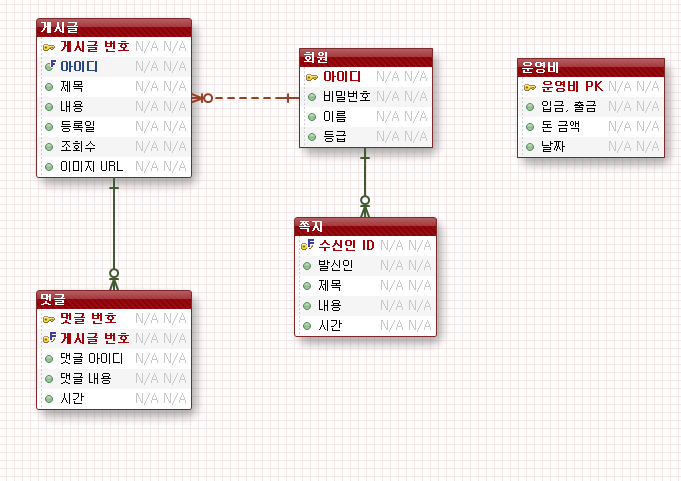 게시글
게시글 번호 N/A N/A
아이디 N/A N/A
제목 N/A N/A
내용 N/A N/A
등록일 N/A N/A
조회수 N/A N/A
이미지 URL N/A N/A
회원
아이디 N/A N/A
비밀번호 N/A N/A
이름 N/A N/A
등급 N/A N/A
운영비
운영비 PK N/A N/A
입금, 출금 N/A N/A
돈 금액 N/A N/A
날짜 N/A N/A
쪽지
수신인 ID N/A N/A
발신인 N/A N/A
제목 N/A N/A
내용 N/A N/A
시간 N/A N/A
댓글
댓글 번호 N/A N/A
게시글 번호 N/A N/A
댓글 아이디 N/A N/A
댓글 내용 N/A N/A
시간 N/A N/A